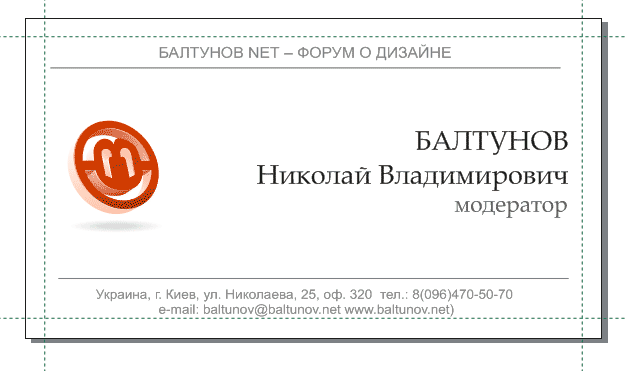 БАЛТУНОВ NET – ФОРУМ О ДИЗАЙНЕ
БАЛТУНОВ
Николай Владимирович
модератор
Украина, г. Киев, ул. Николаева, 25, оф. 320 тел.: 8(096)470-50-70
e-mail: baltunov@baltunov.net www.baltunov.net)